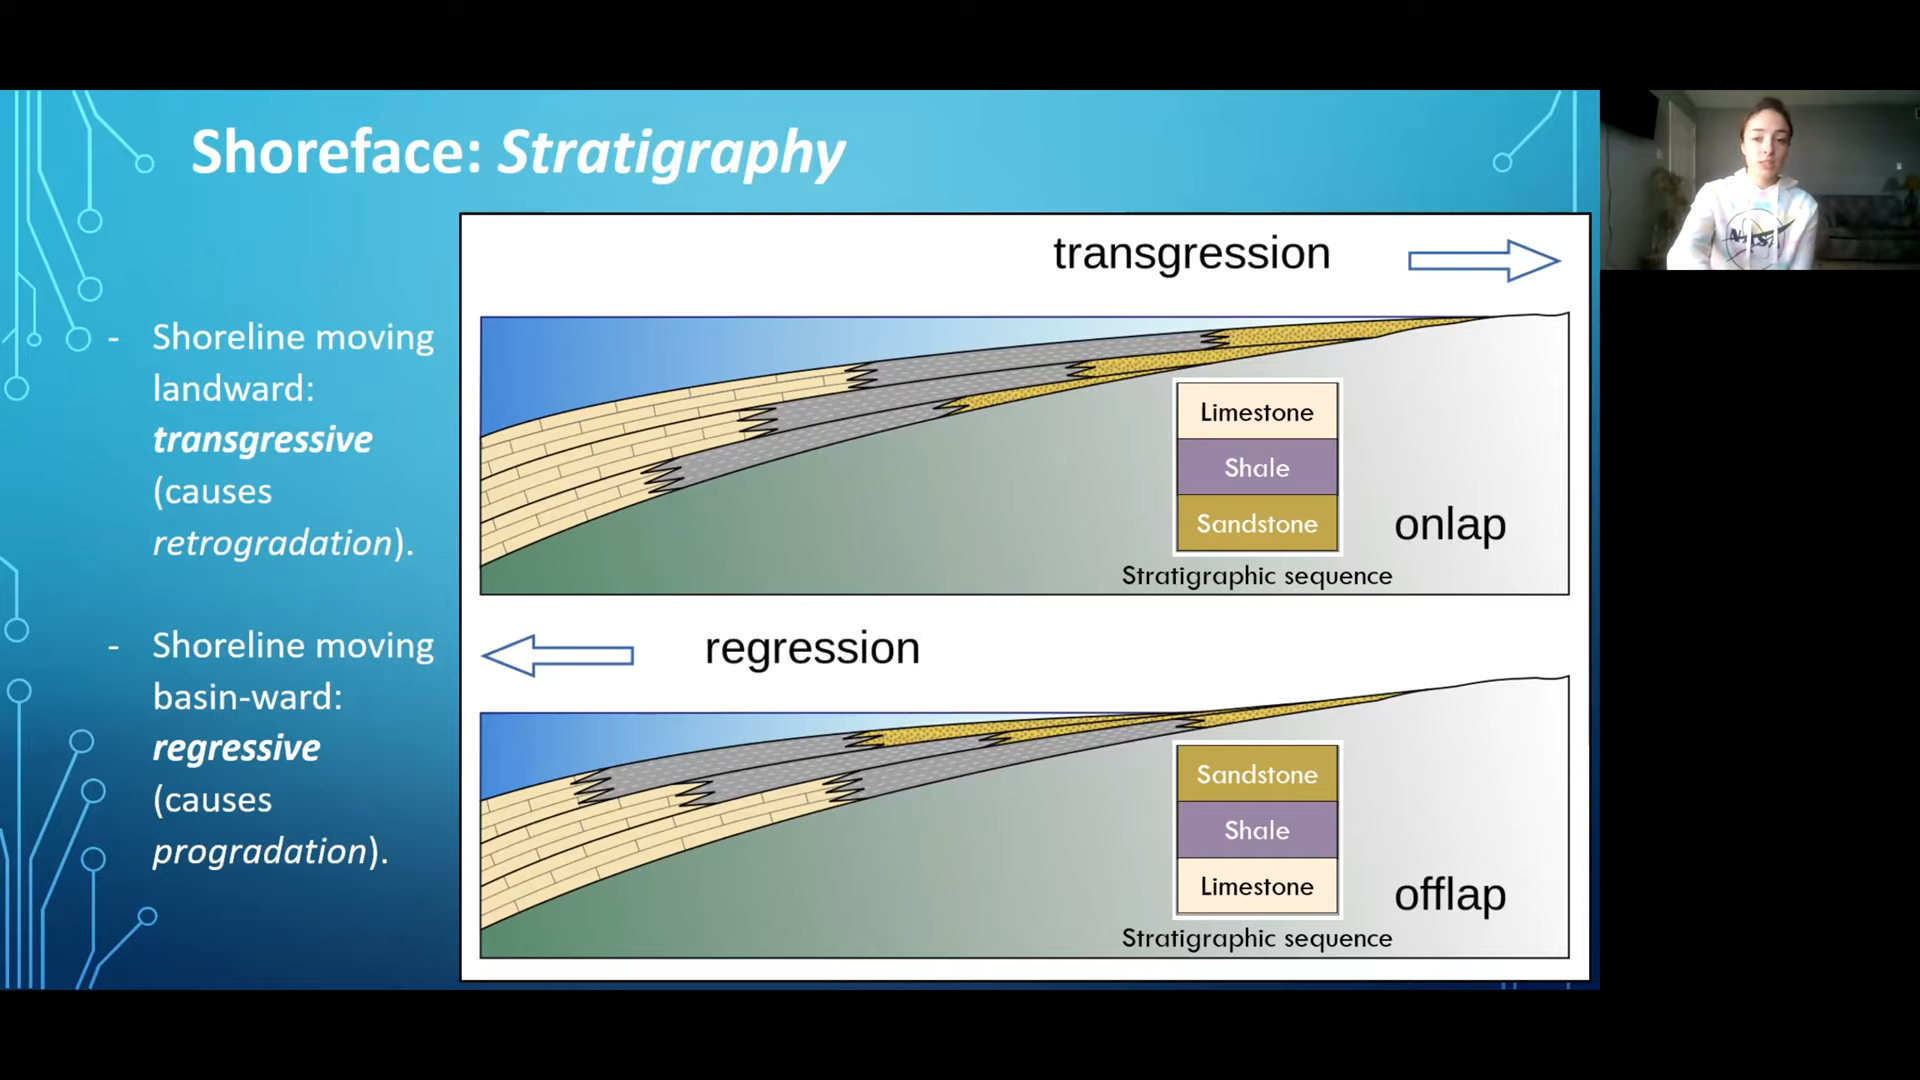 Shoreface: Stratigraphy
- Shoreline moving
landward:
transgressive
(causes
retrogradation).
- Shoreline moving
basin-ward:
regressive
(causes
progradation).
transgression
Limestone
Shale
Sandstone
onlap
Stratigraphic sequence
regression
Sandstone
Shale
Limestone
offlap
Stratigraphic sequence
NASA